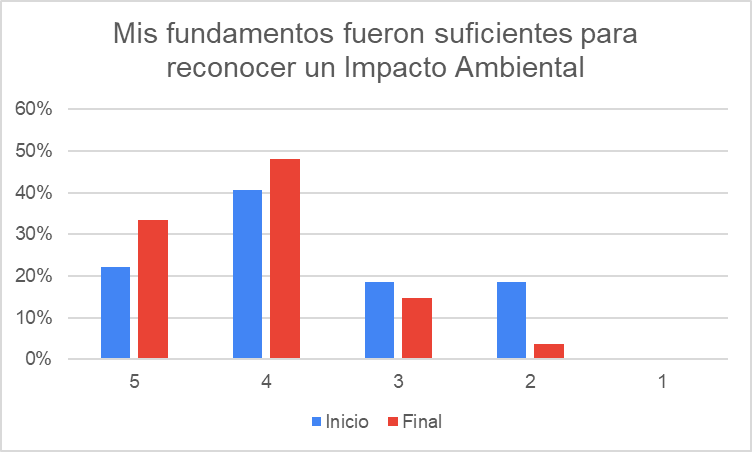 Mis fundamentos fueron suficientes para
reconocer un Impacto Ambiental
60%
50%
40%
30%
20%
10%
0%
5 4 3 2 1
Inicio Final